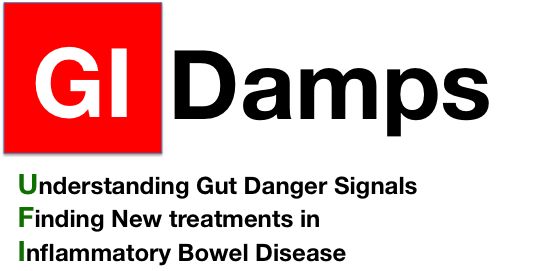 GI Damps
Understanding Gut Danger Signals
Finding New treatments in
Inflammatory Bowel Disease